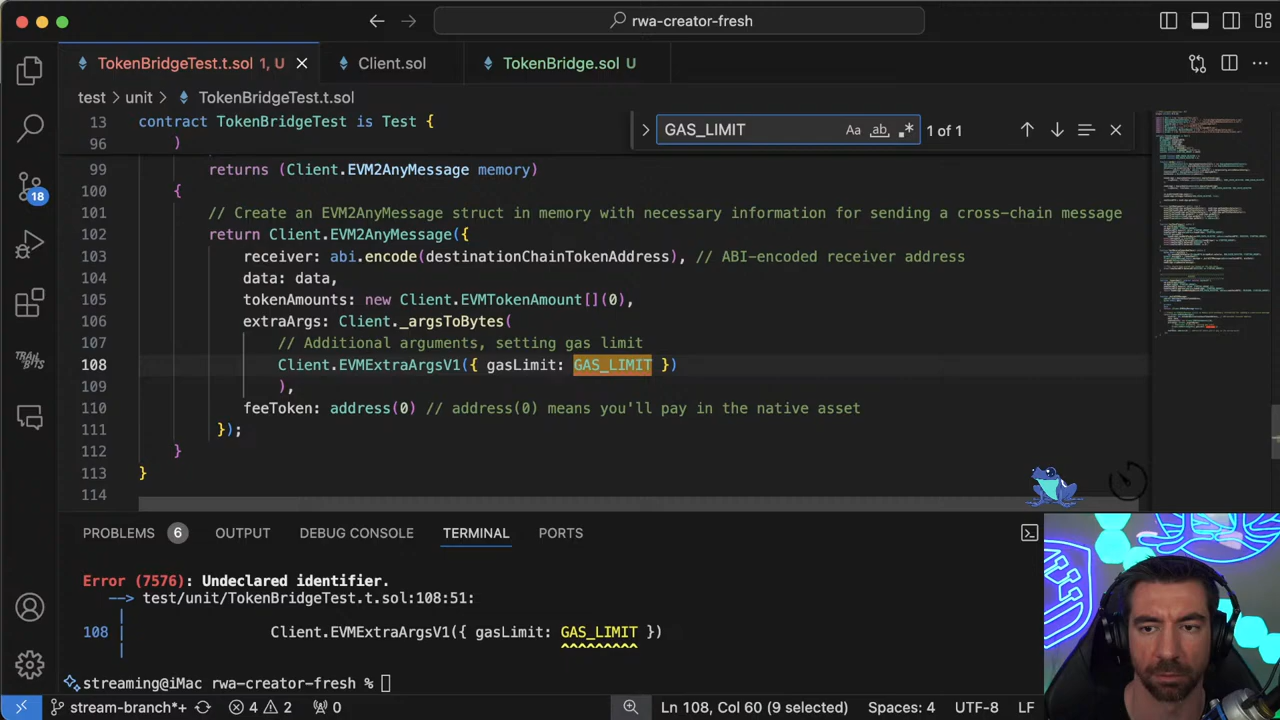 rwa-creator-fresh
TokenBridgeTest.t.sol 1, U
Client.sol
TokenBridge.sol U
test > unit > TokenBridgeTest.t.sol
GAS_LIMIT
Aa ab .* 1 of 1
13 contract TokenBridgeTest is Test {
96 )
99 returns (Client.EVM2AnyMessage memory)
100 {
101 // Create an EVM2AnyMessage struct in memory with necessary information for sending a cross-chain message
102 return Client.EVM2AnyMessage({
103 receiver: abi.encode(destinationChainTokenAddress), // ABI-encoded receiver address
104 data: data,
105 tokenAmounts: new Client.EVMTokenAmount[](0),
106 extraArgs: Client._argsToBytes(
107 // Additional arguments, setting gas limit
108 Client.EVMExtraArgsV1({ gasLimit: GAS_LIMIT })
109 ),
110 feeToken: address(0) // address(0) means you'll pay in the native asset
111 });
112 }
113 }
114
18
TRAIL OF BITS
PROBLEMS 6 OUTPUT DEBUG CONSOLE TERMINAL PORTS
Error (7576): Undeclared identifier.
--> test/unit/TokenBridgeTest.t.sol:108:51:
|
108 | Client.EVMExtraArgsV1({ gasLimit: GAS_LIMIT })
| ^^^^^^^^^
streaming@iMac rwa-creator-fresh %
stream-branch*+ 4 2 0 Ln 108, Col 60 (9 selected) Spaces: 4 UTF-8 LF